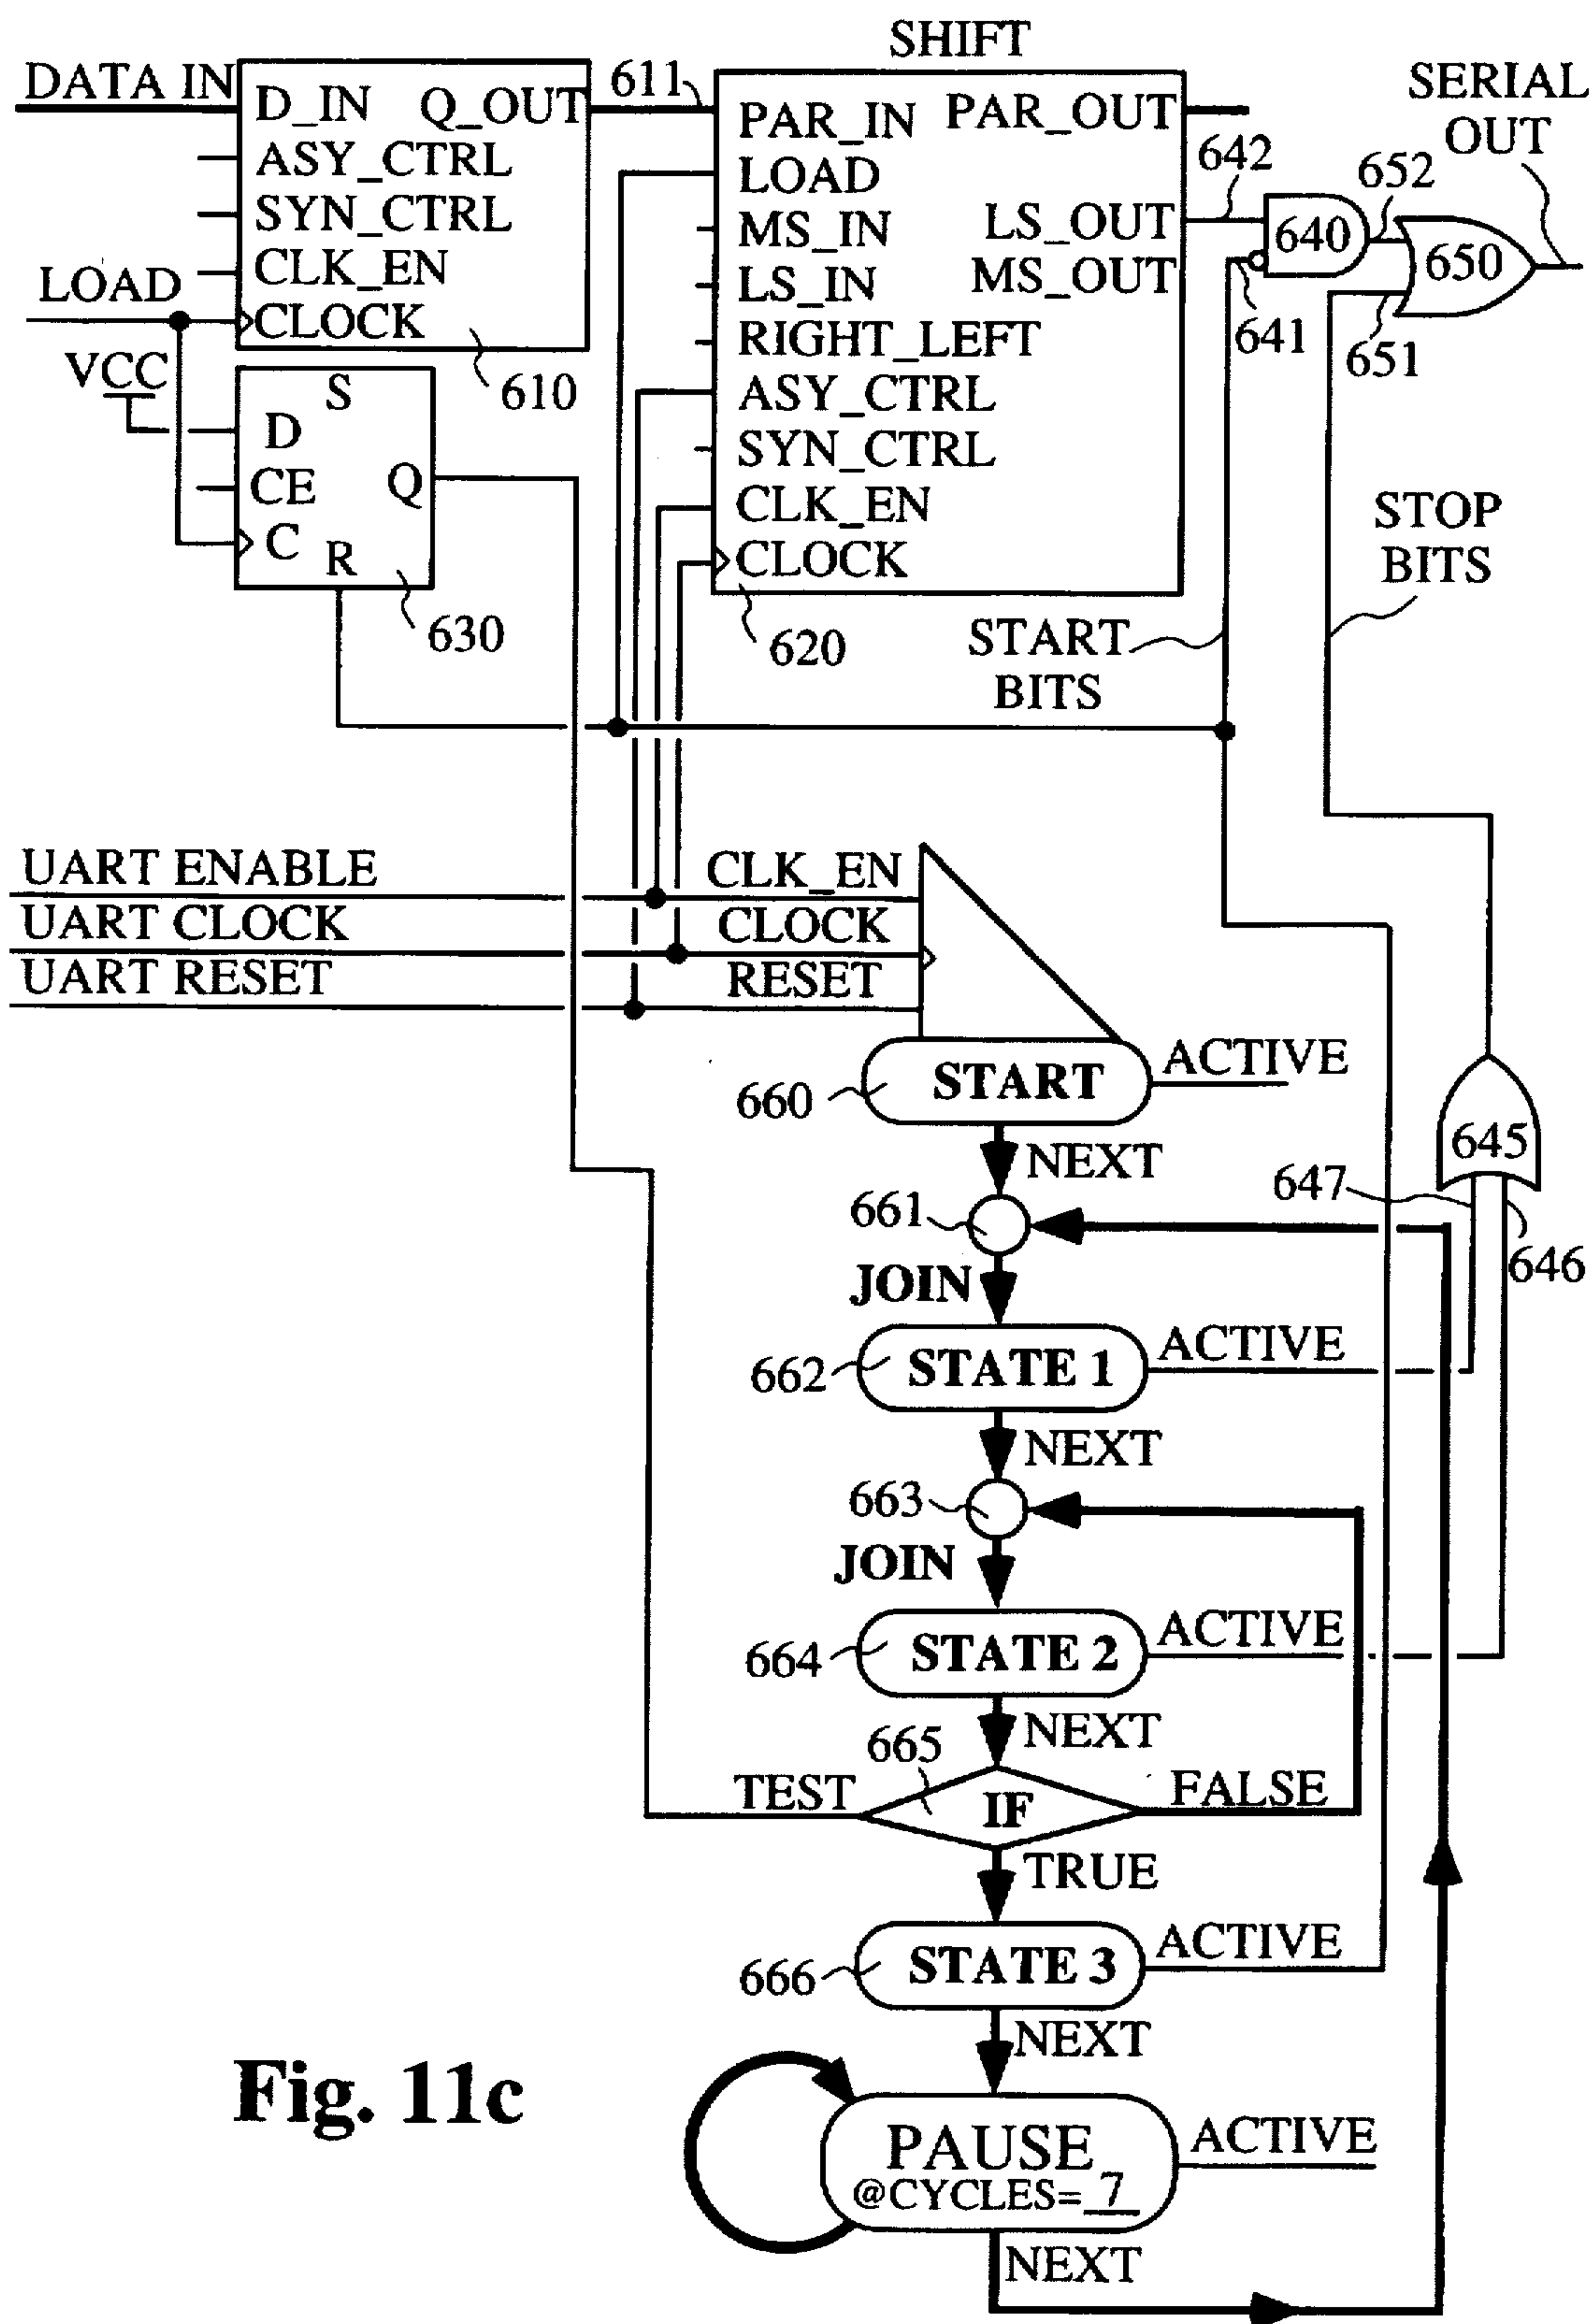 SHIFT
DATA IN
D_IN Q_OUT
ASY_CTRL
SYN_CTRL
CLK_EN
CLOCK
LOAD
610
611
PAR_IN PAR_OUT
LOAD
MS_IN LS_OUT
LS_IN MS_OUT
RIGHT_LEFT
ASY_CTRL
SYN_CTRL
CLK_EN
CLOCK
620
642
640
641
652
650
651
SERIAL
OUT
VCC
S
D
CE Q
C
R
630
START
BITS
STOP
BITS
UART ENABLE
UART CLOCK
UART RESET
CLK_EN
CLOCK
RESET
660
START
ACTIVE
NEXT
645
647
646
661
JOIN
662
STATE 1
ACTIVE
NEXT
663
JOIN
664
STATE 2
ACTIVE
NEXT
665
TEST
IF
FALSE
TRUE
666
STATE 3
ACTIVE
NEXT
PAUSE
@CYCLES= 7
ACTIVE
NEXT
Fig. 11c